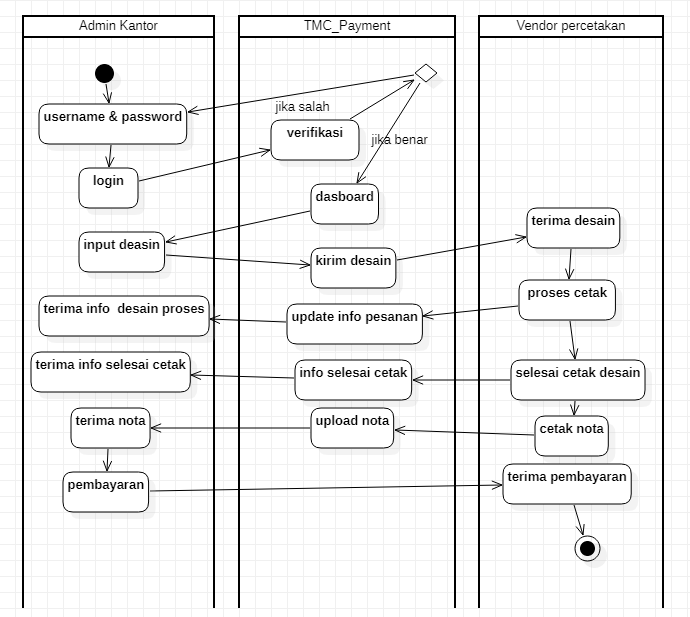 Admin Kantor
TMC_Payment
Vendor percetakan
jika salah
username & password
verifikasi
jika benar
login
dasboard
terima desain
input deasin
kirim desain
proses cetak
terima info desain proses
update info pesanan
terima info selesai cetak
info selesai cetak
selesai cetak desain
terima nota
upload nota
cetak nota
pembayaran
terima pembayaran